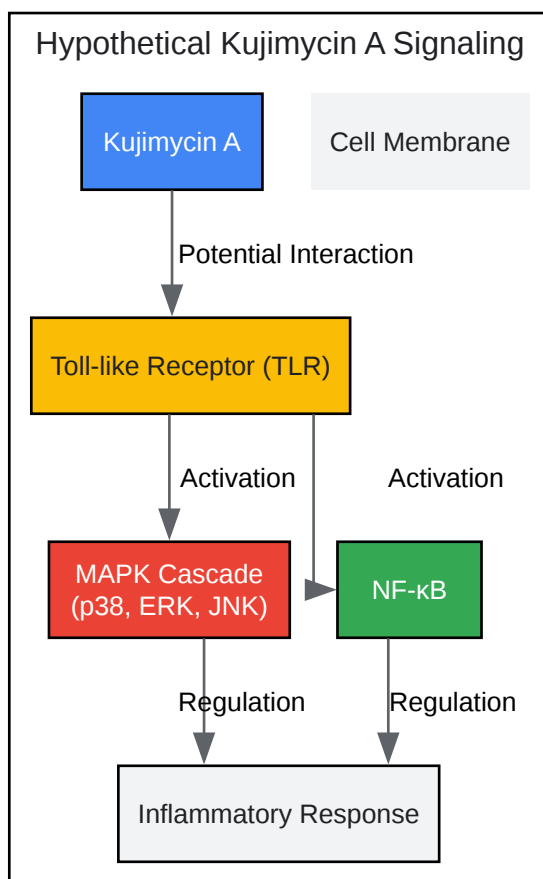 Hypothetical Kujimycin A Signaling
Kujimycin A
Cell Membrane
Potential Interaction
Toll-like Receptor (TLR)
Activation
Activation
MAPK Cascade
(p38, ERK, JNK)
NF-κB
Regulation
Regulation
Inflammatory Response